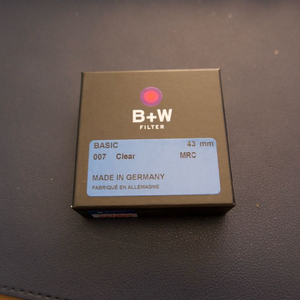 B+W
FILTER
BASIC 43 mm
007 Clear MRC
MADE IN GERMANY
FABRIQUÉ EN ALLEMAGNE